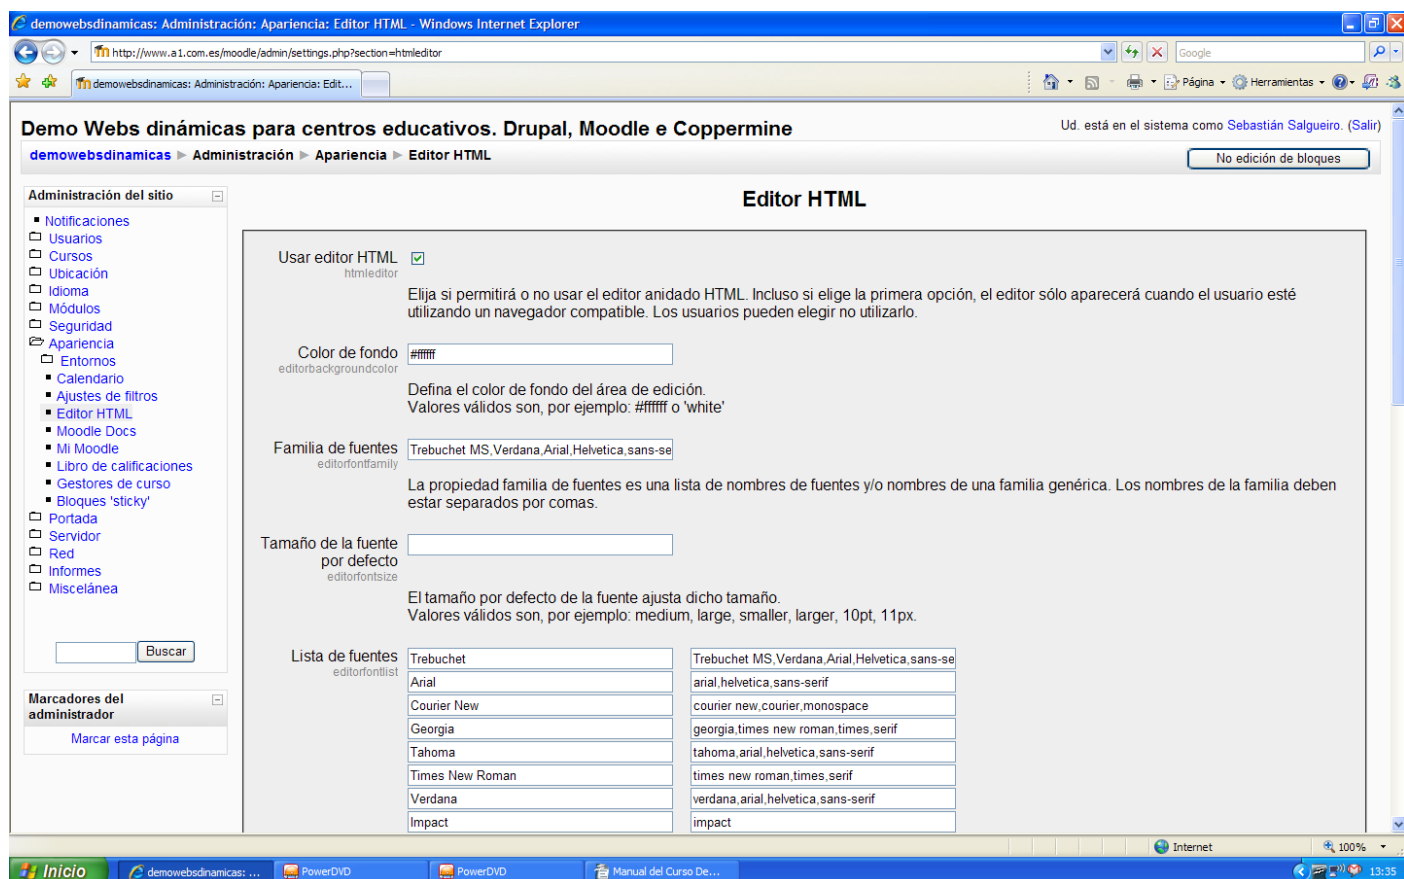 demowebsdinamicas: Administración: Apariencia: Editor HTML - Windows Internet Explorer
http://www.a1.com.es/moodle/admin/settings.php?section=htmleditor
Google
demowebsdinamicas: Administración: Apariencia: Edit...
Página
Herramientas
Demo Webs dinámicas para centros educativos. Drupal, Moodle e Coppermine
Ud. está en el sistema como Sebastián Salgueiro. (Salir)
demowebsdinamicas ► Administración ► Apariencia ► Editor HTML
No edición de bloques
Administración del sitio
Notificaciones
Usuarios
Cursos
Ubicación
Idioma
Módulos
Seguridad
Apariencia
Entornos
Calendario
Ajustes de filtros
Editor HTML
Moodle Docs
Mi Moodle
Libro de calificaciones
Gestores de curso
Bloques 'sticky'
Portada
Servidor
Red
Informes
Miscelánea
Buscar
Marcadores del
administrador
Marcar esta página
Editor HTML
Usar editor HTML
htmleditor
Elija si permitirá o no usar el editor anidado HTML. Incluso si elige la primera opción, el editor sólo aparecerá cuando el usuario esté
utilizando un navegador compatible. Los usuarios pueden elegir no utilizarlo.
Color de fondo #ffffff
editorbackgroundcolor
Defina el color de fondo del área de edición.
Valores válidos son, por ejemplo: #ffffff o 'white'
Familia de fuentes Trebuchet MS,Verdana,Arial,Helvetica,sans-se
editorfontfamily
La propiedad familia de fuentes es una lista de nombres de fuentes y/o nombres de una familia genérica. Los nombres de la familia deben
estar separados por comas.
Tamaño de la fuente
por defecto
editorfontsize
El tamaño por defecto de la fuente ajusta dicho tamaño.
Valores válidos son, por ejemplo: medium, large, smaller, larger, 10pt, 11px.
Lista de fuentes Trebuchet Trebuchet MS,Verdana,Arial,Helvetica,sans-se
editorfontlist
Arial arial,helvetica,sans-serif
Courier New courier new,courier,monospace
Georgia georgia,times new roman,times,serif
Tahoma tahoma,arial,helvetica,sans-serif
Times New Roman times new roman,times,serif
Verdana verdana,arial,helvetica,sans-serif
Impact impact
Internet
100%
Inicio
demowebsdinamicas: ...
PowerDVD
PowerDVD
Manual del Curso De...
13:35